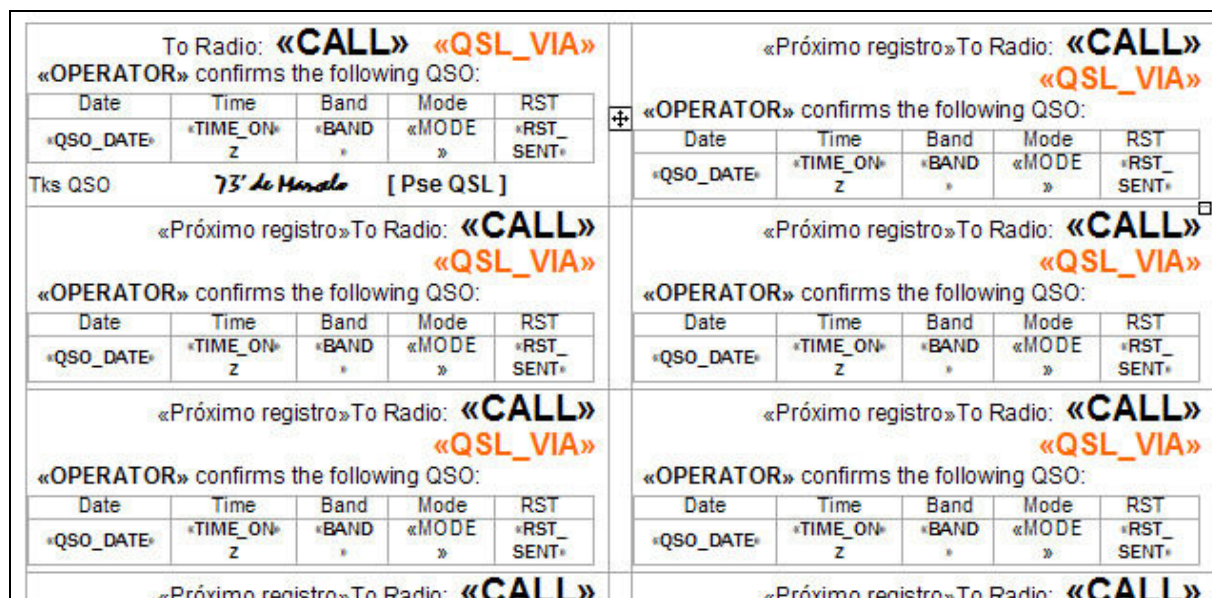 To Radio: «CALL» «QSL_VIA»
«OPERATOR» confirms the following QSO:
Date Time Band Mode RST
«QSO_DATE» «TIME_ON» «BAND «MODE «RST_
Z » » SENT»
Tks QSO 73' de Marcelo [ Pse QSL ]
«Próximo registro»To Radio: «CALL»
«QSL_VIA»
«OPERATOR» confirms the following QSO:
Date Time Band Mode RST
«QSO_DATE» «TIME_ON» «BAND «MODE «RST_
Z » » SENT»
«Próximo registro»To Radio: «CALL»
«QSL_VIA»
«OPERATOR» confirms the following QSO:
Date Time Band Mode RST
«QSO_DATE» «TIME_ON» «BAND «MODE «RST_
Z » » SENT»
«Próximo registro»To Radio: «CALL»
«QSL_VIA»
«OPERATOR» confirms the following QSO:
Date Time Band Mode RST
«QSO_DATE» «TIME_ON» «BAND «MODE «RST_
Z » » SENT»
«Próximo registro»To Radio: «CALL»
«QSL_VIA»
«OPERATOR» confirms the following QSO:
Date Time Band Mode RST
«QSO_DATE» «TIME_ON» «BAND «MODE «RST_
Z » » SENT»
«Próximo registro»To Radio: «CALL»
«QSL_VIA»
«OPERATOR» confirms the following QSO:
Date Time Band Mode RST
«QSO_DATE» «TIME_ON» «BAND «MODE «RST_
Z » » SENT»
«Próximo registro»To Radio: «CALL»
«Próximo registro»To Radio: «CALL»